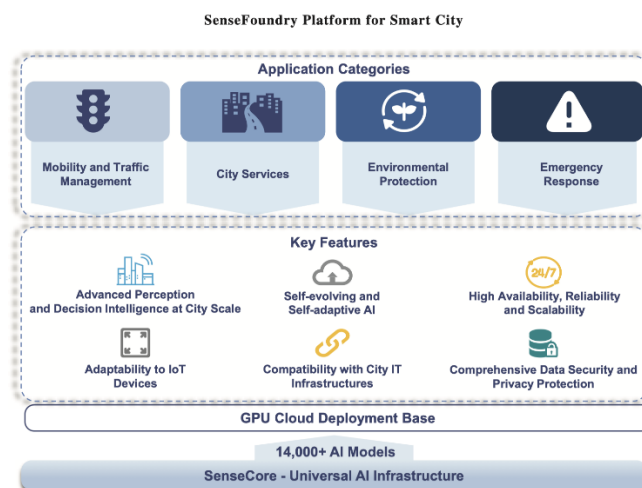 SenseFoundry Platform for Smart City
Application Categories
Mobility and Traffic
Management
City Services
Environmental
Protection
Emergency
Response
Key Features
Advanced Perception
and Decision Intelligence at City Scale
Self-evolving and
Self-adaptive AI
24/7
High Availability, Reliability
and Scalability
Adaptability to IoT
Devices
Compatibility with City IT
Infrastructures
Comprehensive Data Security and
Privacy Protection
GPU Cloud Deployment Base
14,000+ AI Models
SenseCore - Universal AI Infrastructure